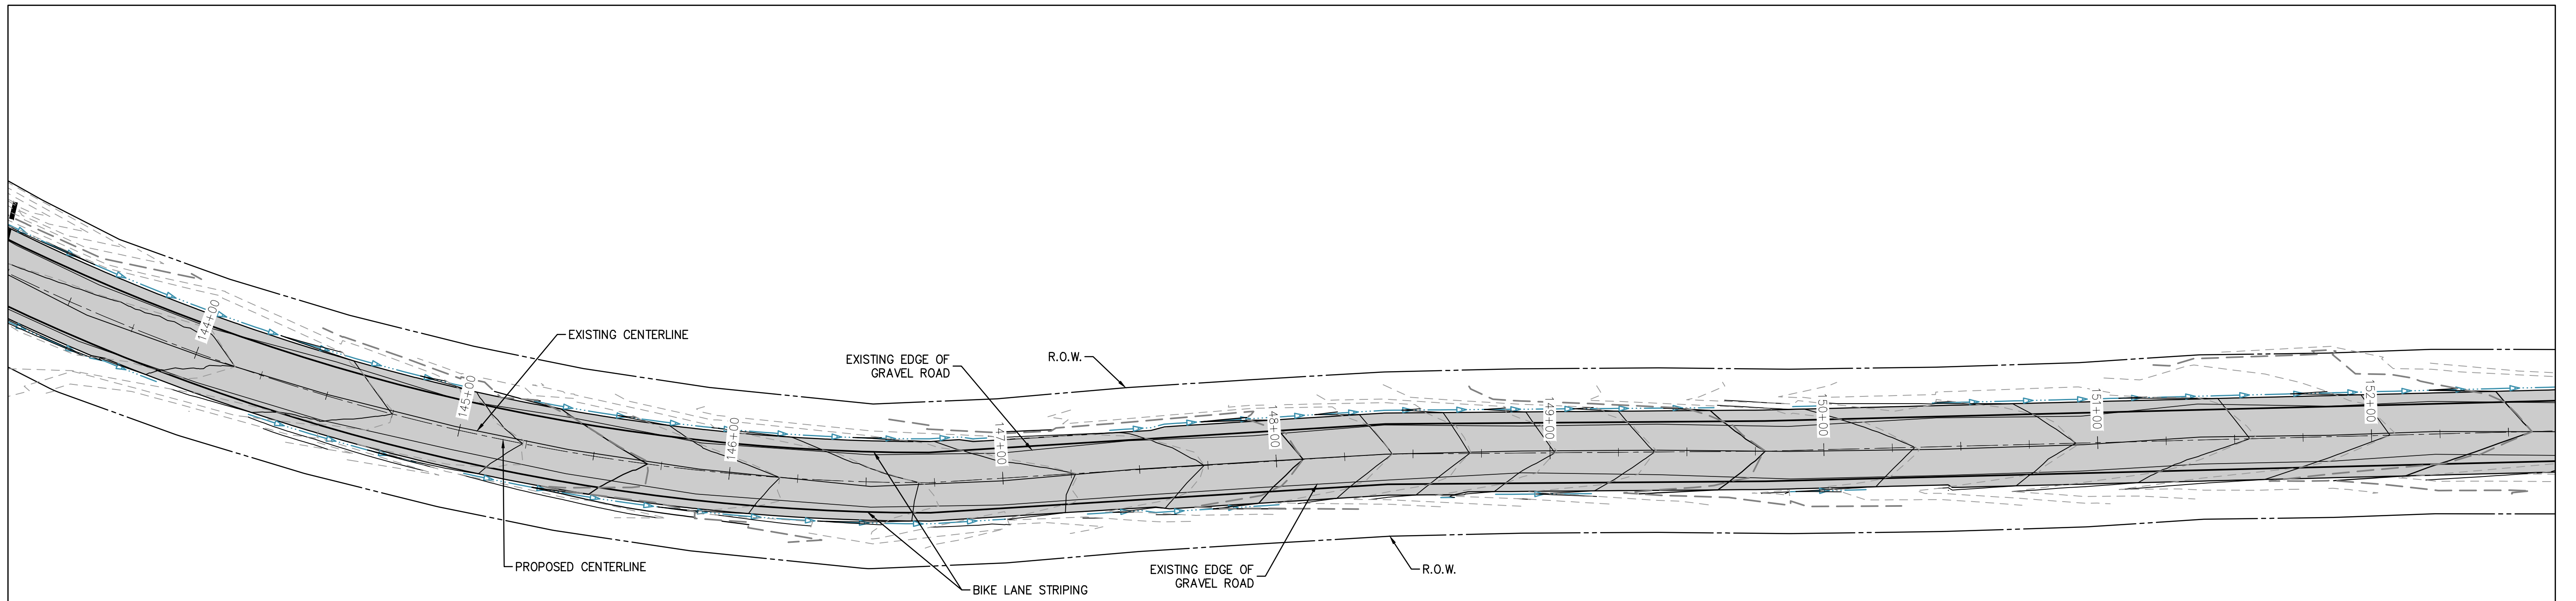 144+00
EXISTING CENTERLINE
EXISTING EDGE OF
GRAVEL ROAD
R.O.W.
145+00
146+00
147+00
148+00
149+00
150+00
151+00
152+00
PROPOSED CENTERLINE
BIKE LANE STRIPING
EXISTING EDGE OF
GRAVEL ROAD
R.O.W.